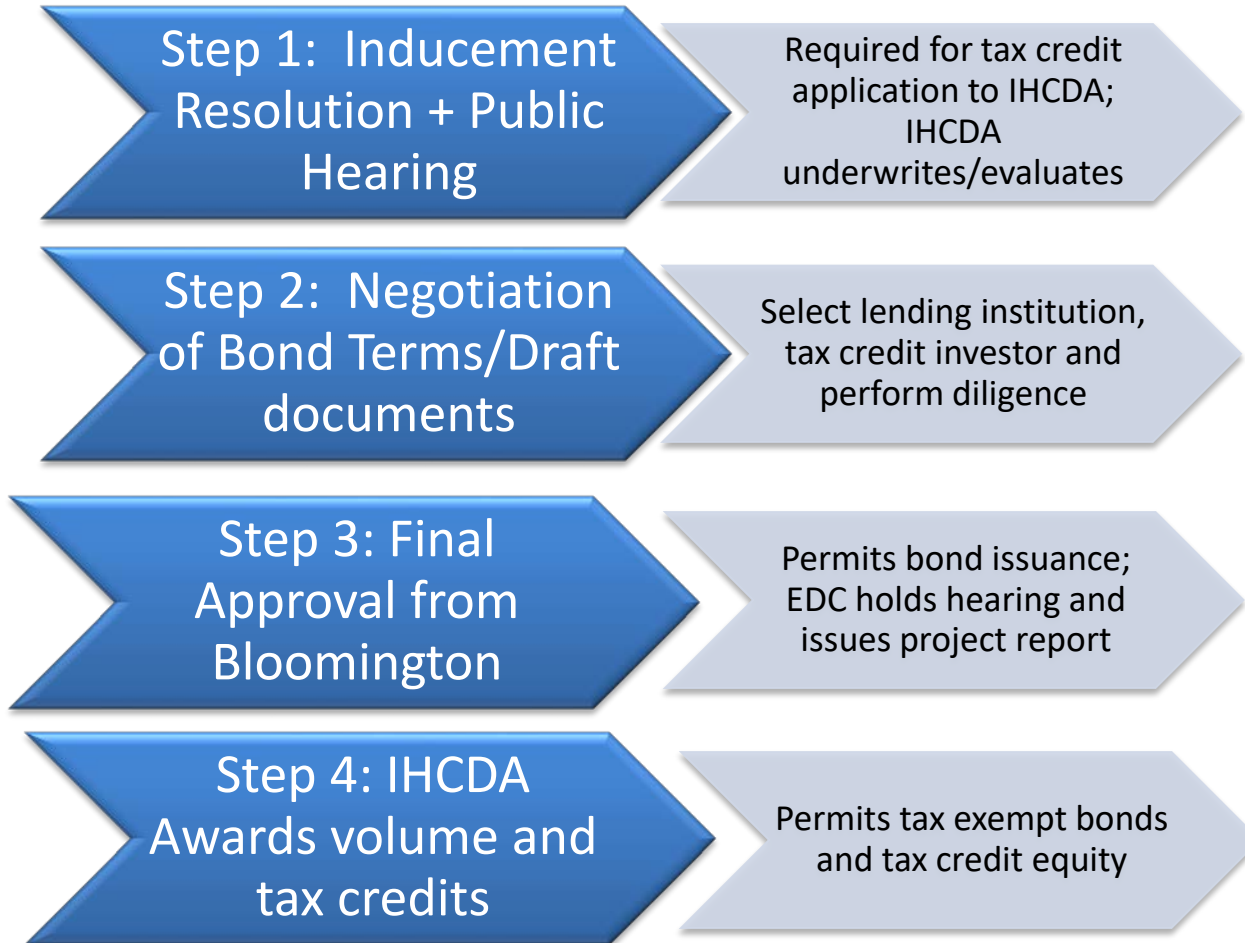 Step 1:  Inducement
Resolution + Public
Hearing
Required for tax credit
application to IHCDA;
IHCDA
underwrites/evaluates
Step 2:  Negotiation
of Bond Terms/Draft
documents
Select lending institution,
tax credit investor and
perform diligence
Step 3: Final
Approval from
Bloomington
Permits bond issuance;
EDC holds hearing and
issues project report
Step 4: IHCDA
Awards volume and
tax credits
Permits tax exempt bonds
and tax credit equity